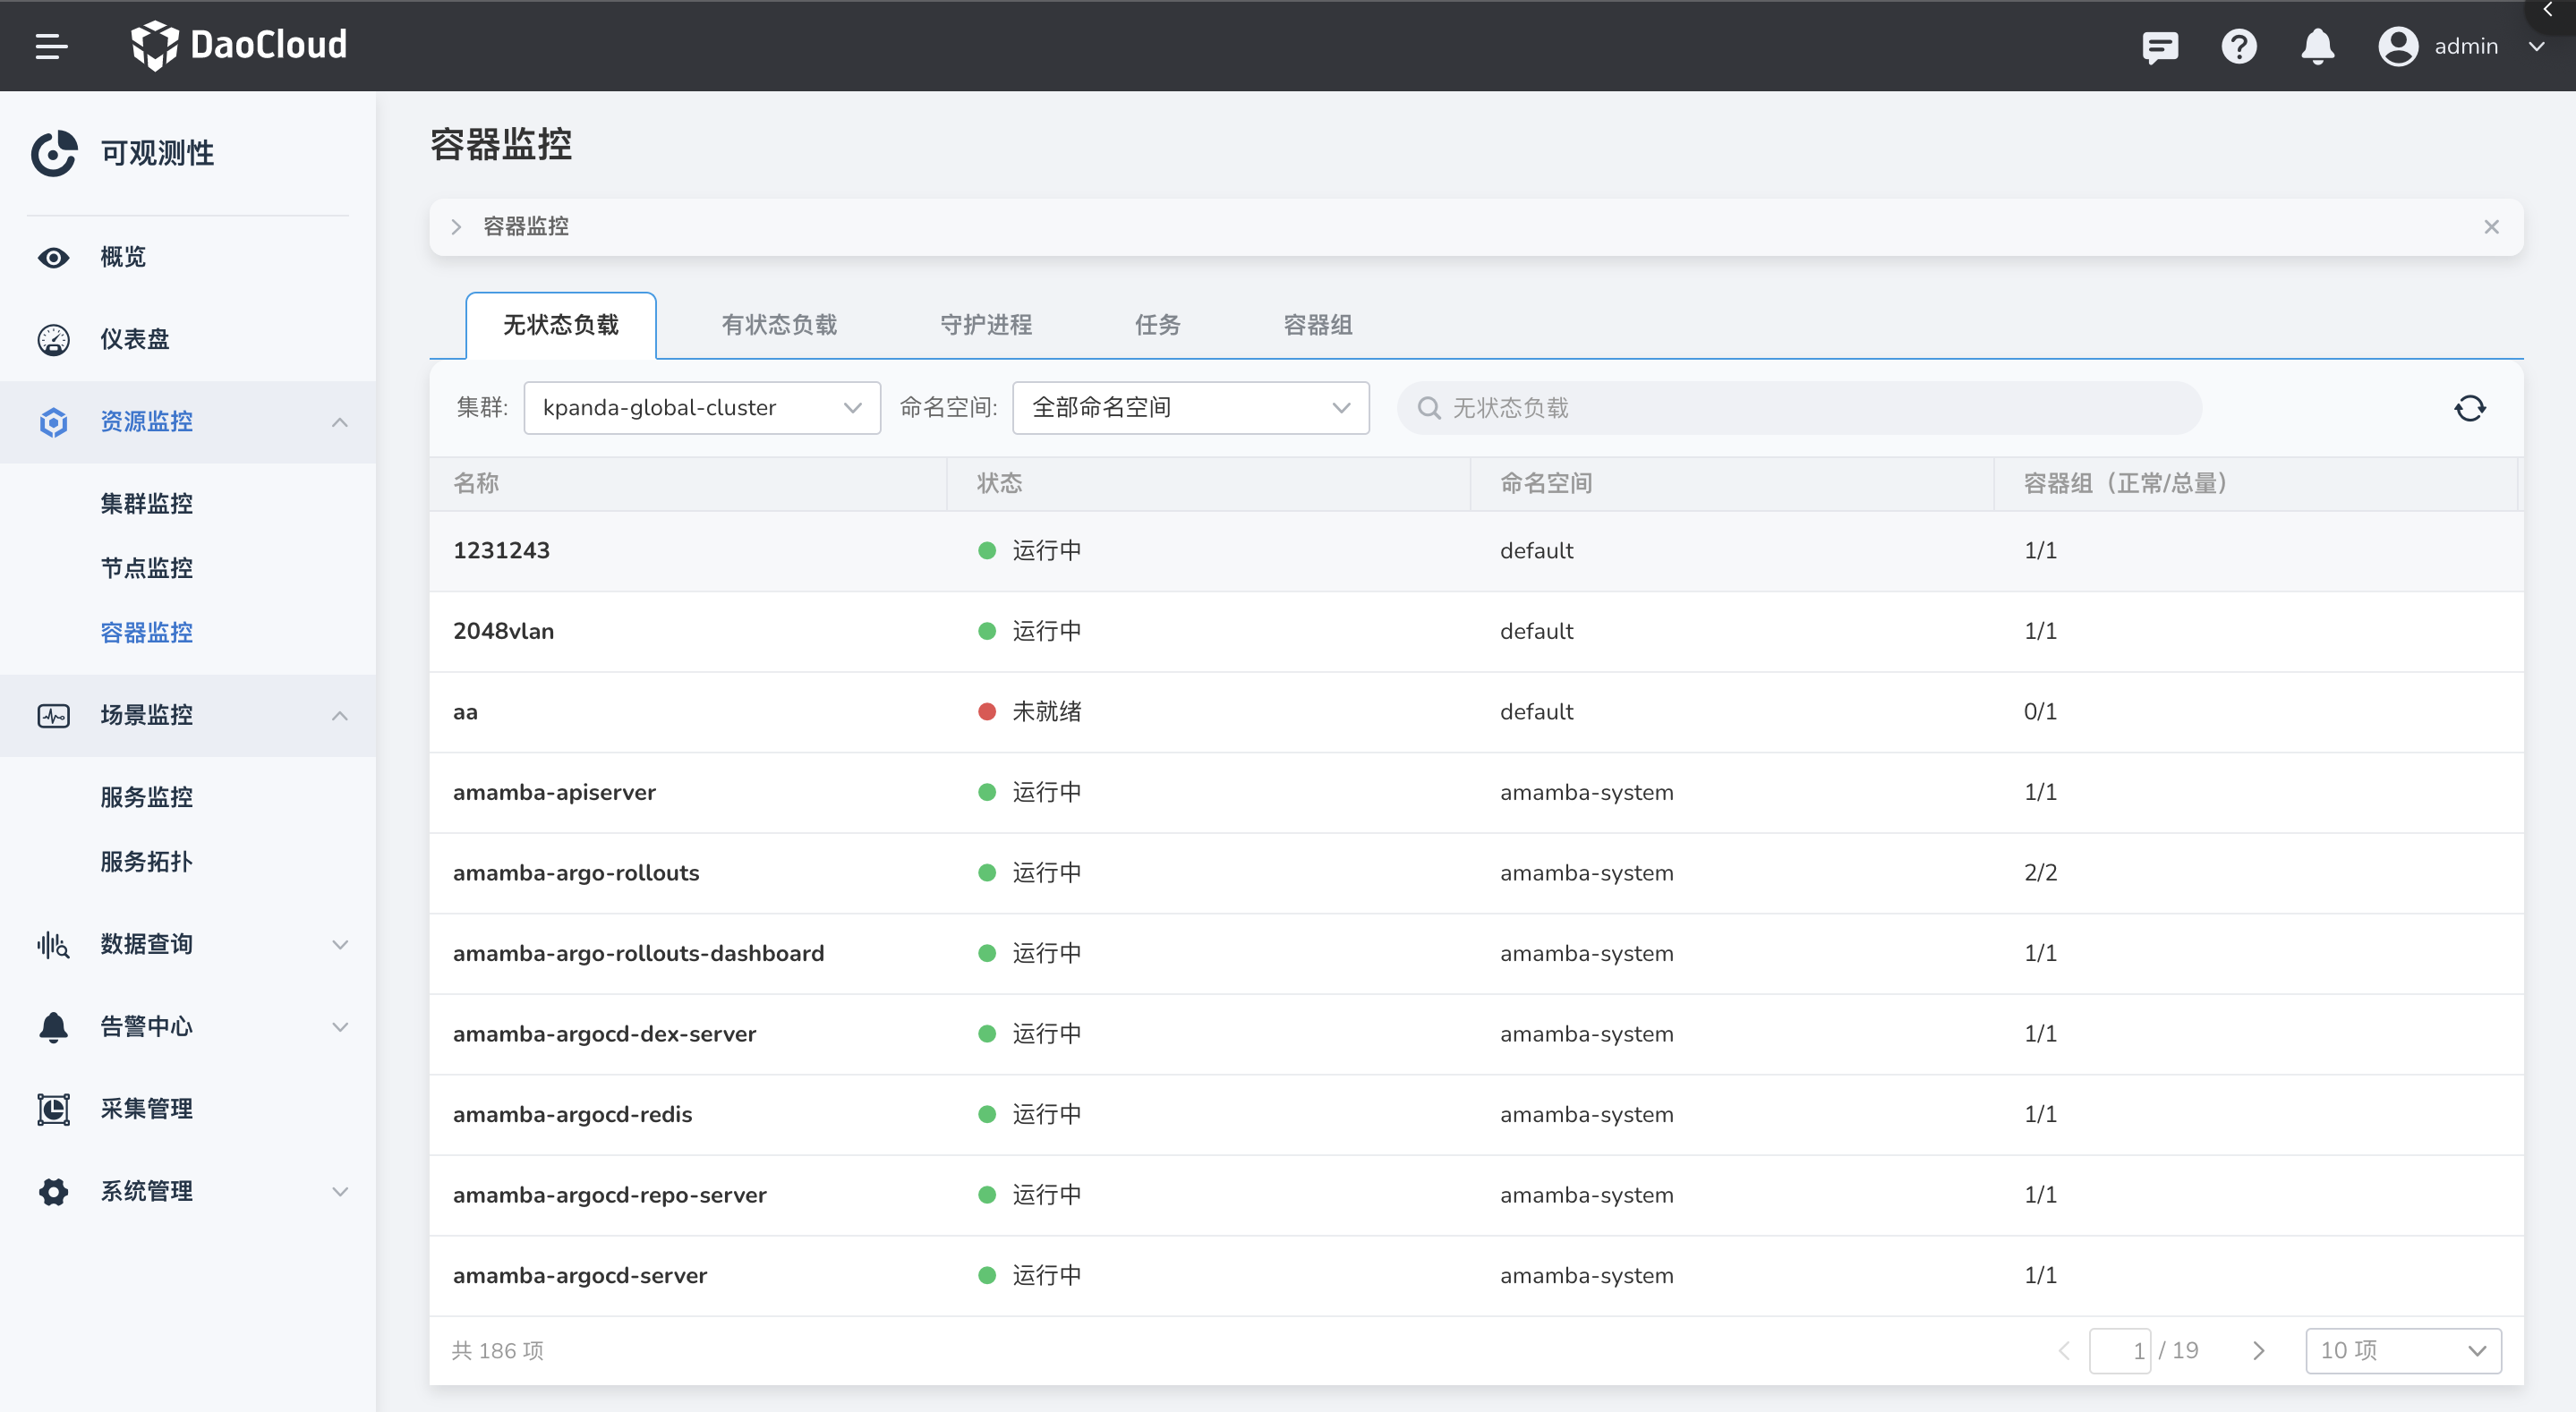 DaoCloud
admin
可观测性
概览
仪表盘
资源监控
集群监控
节点监控
容器监控
场景监控
服务监控
服务拓扑
数据查询
告警中心
采集管理
系统管理
容器监控
容器监控
无状态负载 有状态负载 守护进程 任务 容器组
集群: kpanda-global-cluster 命名空间: 全部命名空间 无状态负载
名称 状态 命名空间 容器组（正常/总量）
1231243 运行中 default 1/1
2048vlan 运行中 default 1/1
aa 未就绪 default 0/1
amamba-apiserver 运行中 amamba-system 1/1
amamba-argo-rollouts 运行中 amamba-system 2/2
amamba-argo-rollouts-dashboard 运行中 amamba-system 1/1
amamba-argocd-dex-server 运行中 amamba-system 1/1
amamba-argocd-redis 运行中 amamba-system 1/1
amamba-argocd-repo-server 运行中 amamba-system 1/1
amamba-argocd-server 运行中 amamba-system 1/1
共 186 项 1 / 19 10 项